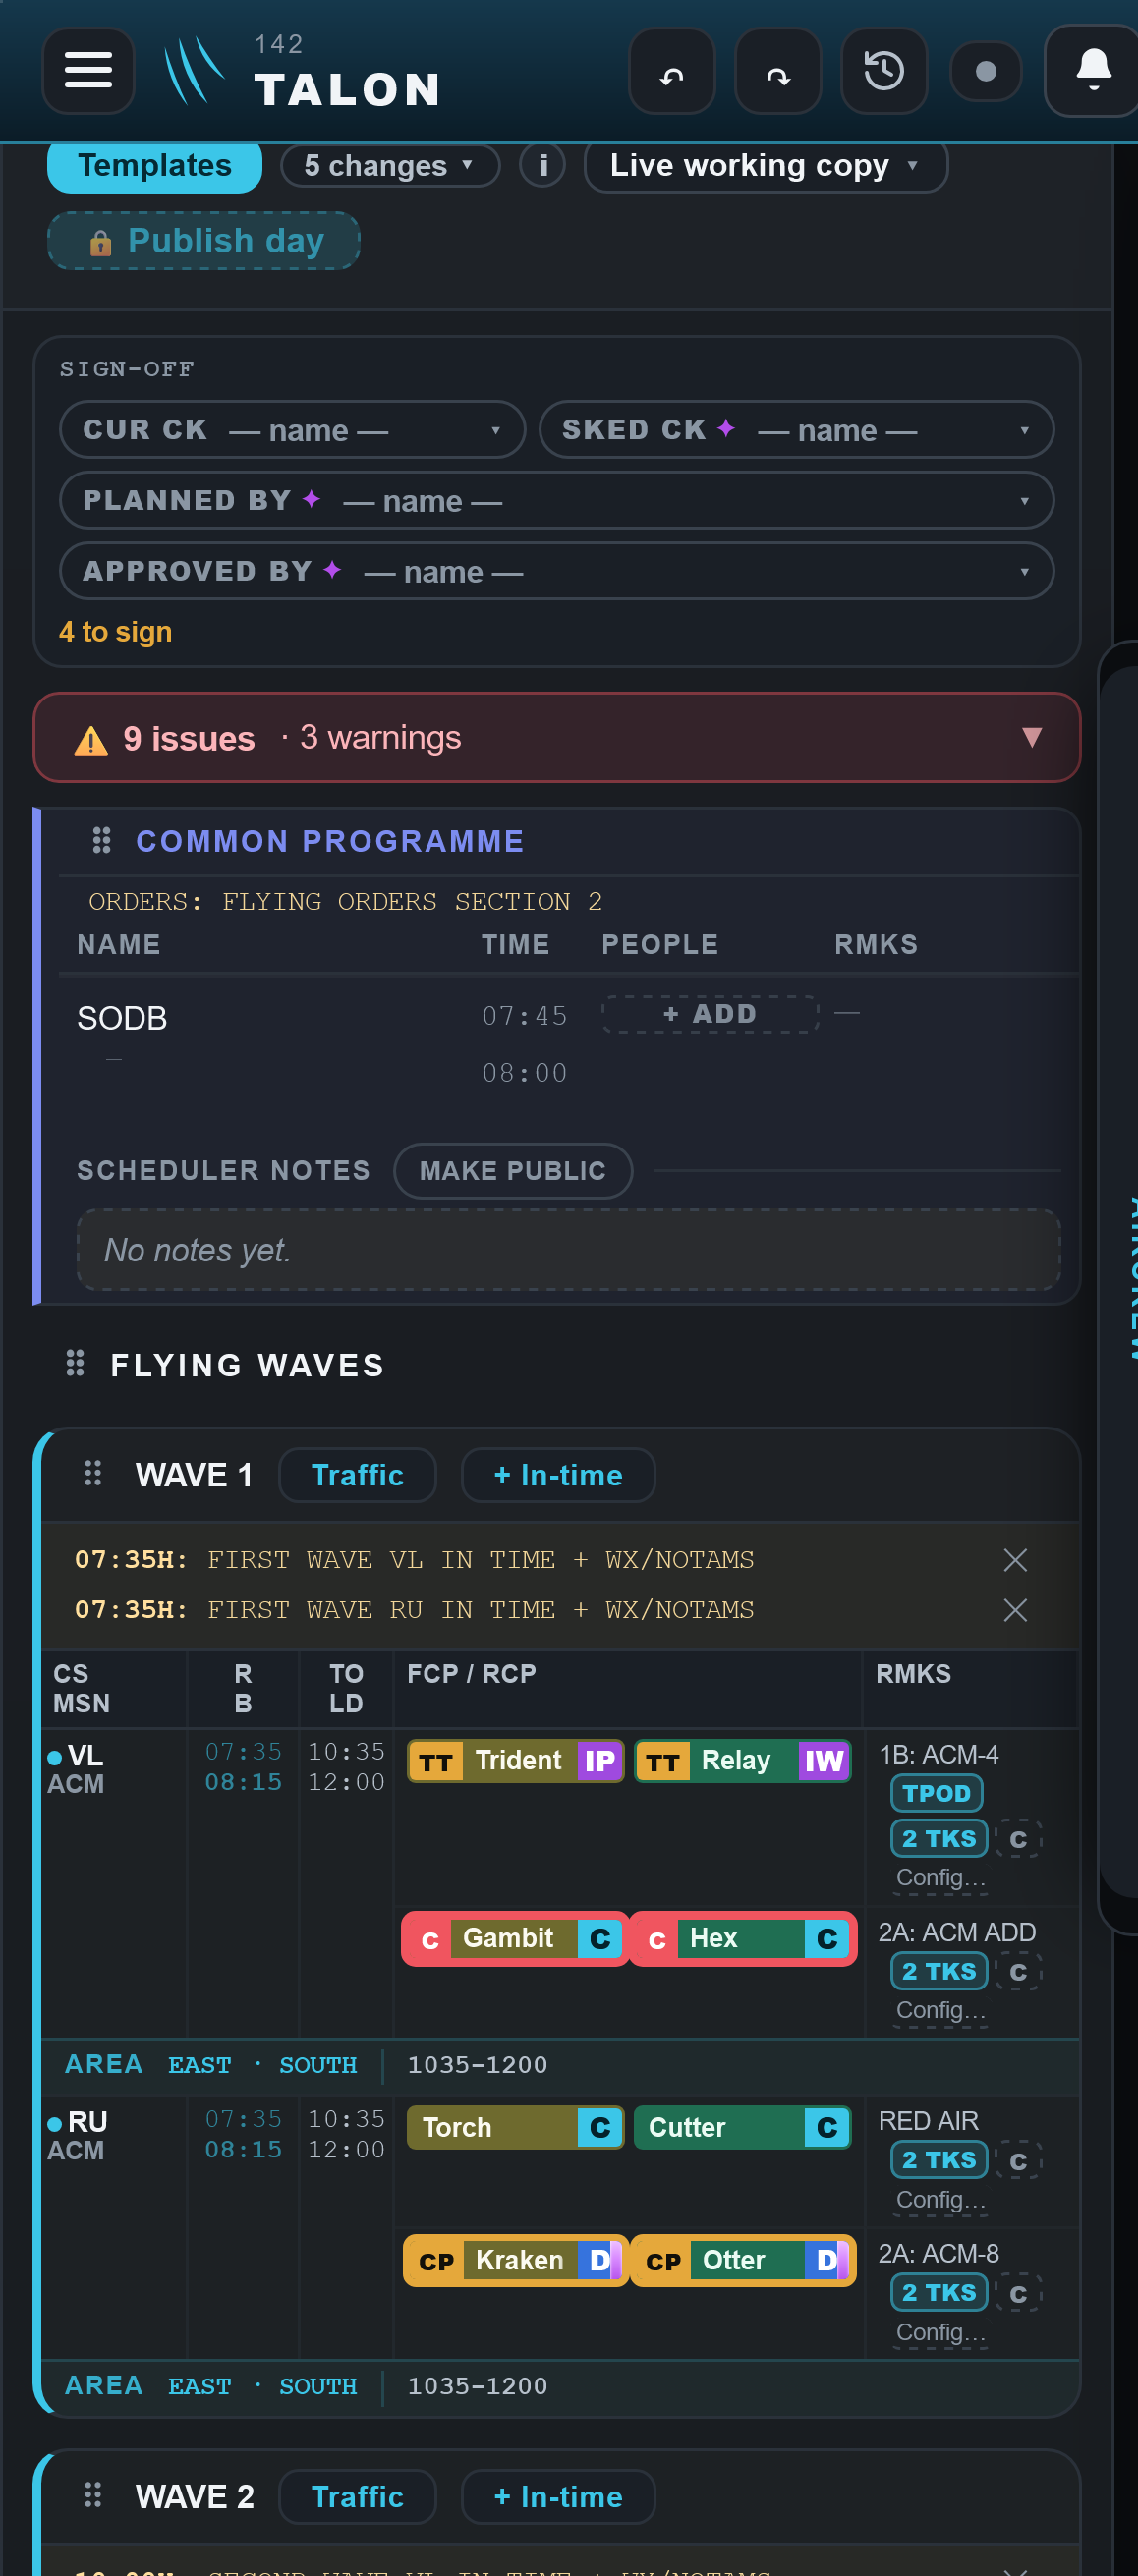 142
TALON
Templates 5 changes i Live working copy
Publish day
SIGN-OFF
CUR CK — name — SKED CK — name —
PLANNED BY — name —
APPROVED BY — name —
4 to sign
9 issues · 3 warnings
COMMON PROGRAMME
ORDERS: FLYING ORDERS SECTION 2
NAME TIME PEOPLE RMKS
SODB 07:45 + ADD —
— 08:00
SCHEDULER NOTES MAKE PUBLIC
No notes yet.
FLYING WAVES
WAVE 1 Traffic + In-time
07:35H: FIRST WAVE VL IN TIME + WX/NOTAMS
07:35H: FIRST WAVE RU IN TIME + WX/NOTAMS
CS R TO FCP / RCP RMKS
MSN B LD
VL 07:35 10:35 TT Trident IP TT Relay IW 1B: ACM-4
ACM 08:15 12:00 TPOD
2 TKS C
Config...
C Gambit C C Hex C 2A: ACM ADD
2 TKS C
Config...
AREA EAST · SOUTH 1035-1200
RU 07:35 10:35 Torch C Cutter C RED AIR
ACM 08:15 12:00 2 TKS C
Config...
CP Kraken D CP Otter D 2A: ACM-8
2 TKS C
Config...
AREA EAST · SOUTH 1035-1200
WAVE 2 Traffic + In-time